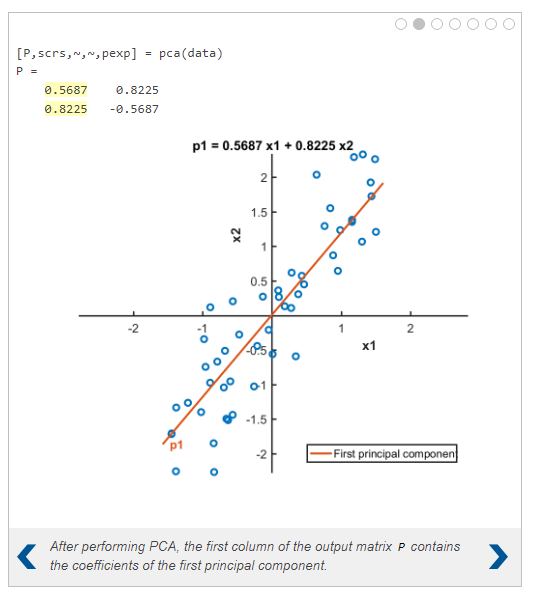 [P,scrs,~,~,pexp] = pca(data)
P =
0.5687 0.8225
0.8225 -0.5687
p1 = 0.5687 x1 + 0.8225 x2
2
1.5
x2
1
0.5
-2 -1 1 2
x1
-0.5
-1
-1.5
p1
-2
First principal componen
After performing PCA, the first column of the output matrix P contains
the coefficients of the first principal component.